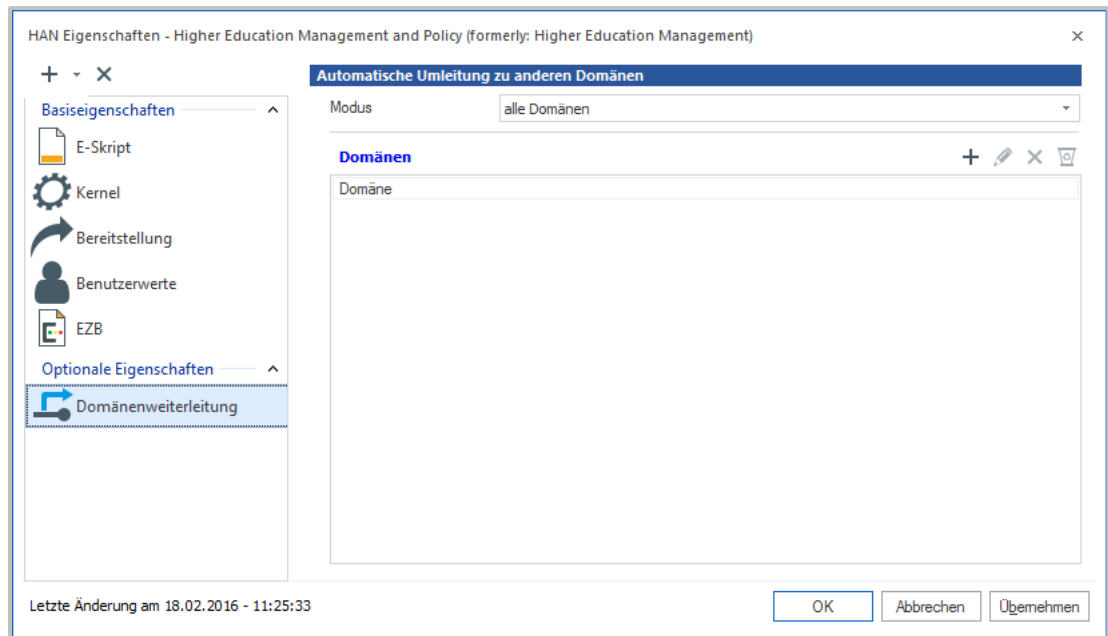 HAN Eigenschaften - Higher Education Management and Policy (formerly: Higher Education Management)
Basiseigenschaften
E-Skript
Kernel
Bereitstellung
Benutzerwerte
EZB
Optionale Eigenschaften
Domänenweiterleitung
Automatische Umleitung zu anderen Domänen
Modus alle Domänen
Domänen
Domäne
Letzte Änderung am 18.02.2016 - 11:25:33
OK Abbrechen Übernehmen